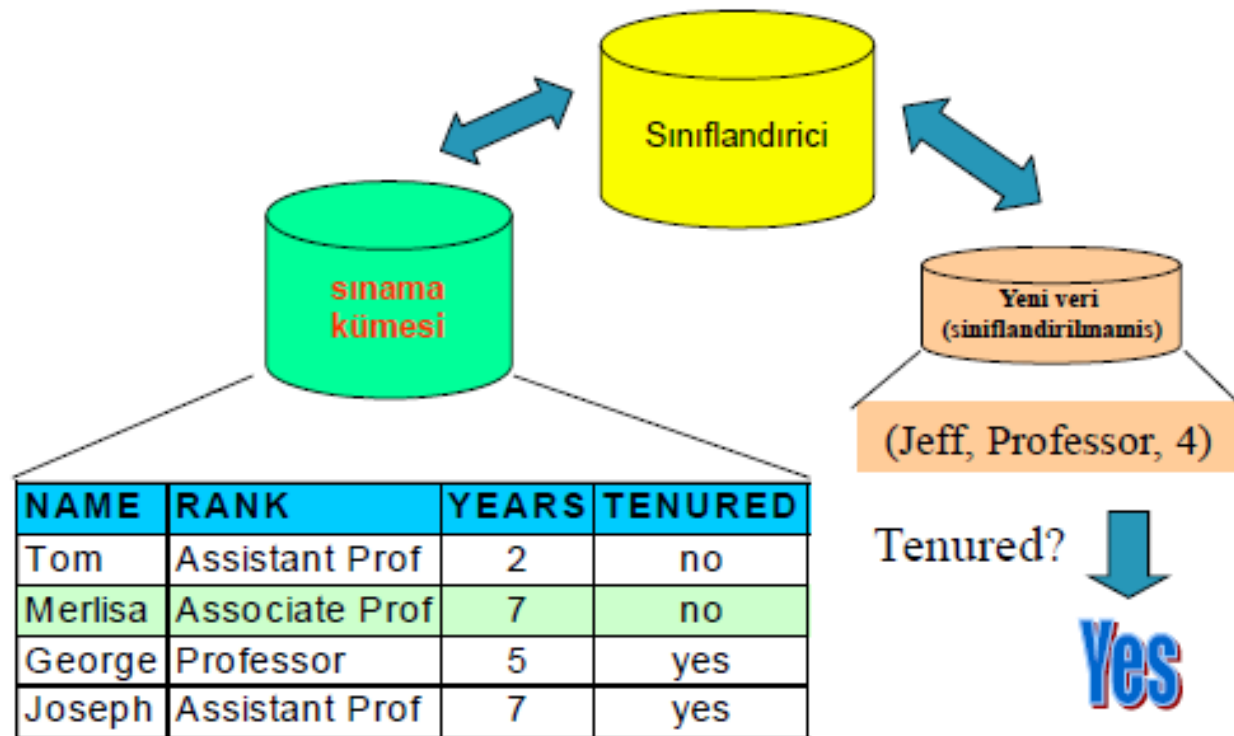 Sınıflandırici
sınama
kümesi
Yeni veri
(siniflandirilmamis)
(Jeff, Professor, 4)
NAME RANK YEARS TENURED
Tom Assistant Prof 2 no
Merlisa Associate Prof 7 no
George Professor 5 yes
Joseph Assistant Prof 7 yes
Tenured?
Yes